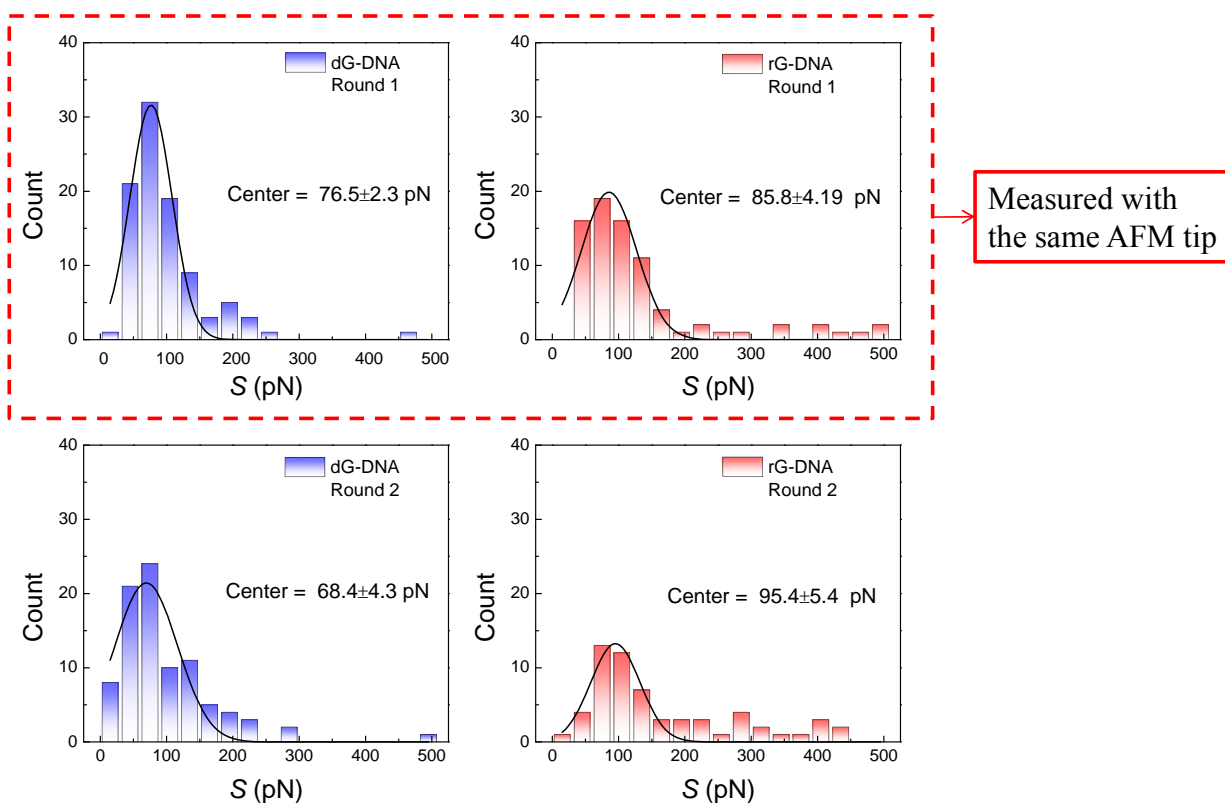 40
30
20
10
0
Count
dG-DNA
Round 1
Center = 76.5±2.3 pN
0 100 200 300 400 500
S (pN)
40
30
20
10
0
Count
rG-DNA
Round 1
Center = 85.8±4.19 pN
0 100 200 300 400 500
S (pN)
Measured with
the same AFM tip
40
30
20
10
0
Count
dG-DNA
Round 2
Center = 68.4±4.3 pN
0 100 200 300 400 500
S (pN)
40
30
20
10
0
Count
rG-DNA
Round 2
Center = 95.4±5.4 pN
0 100 200 300 400 500
S (pN)